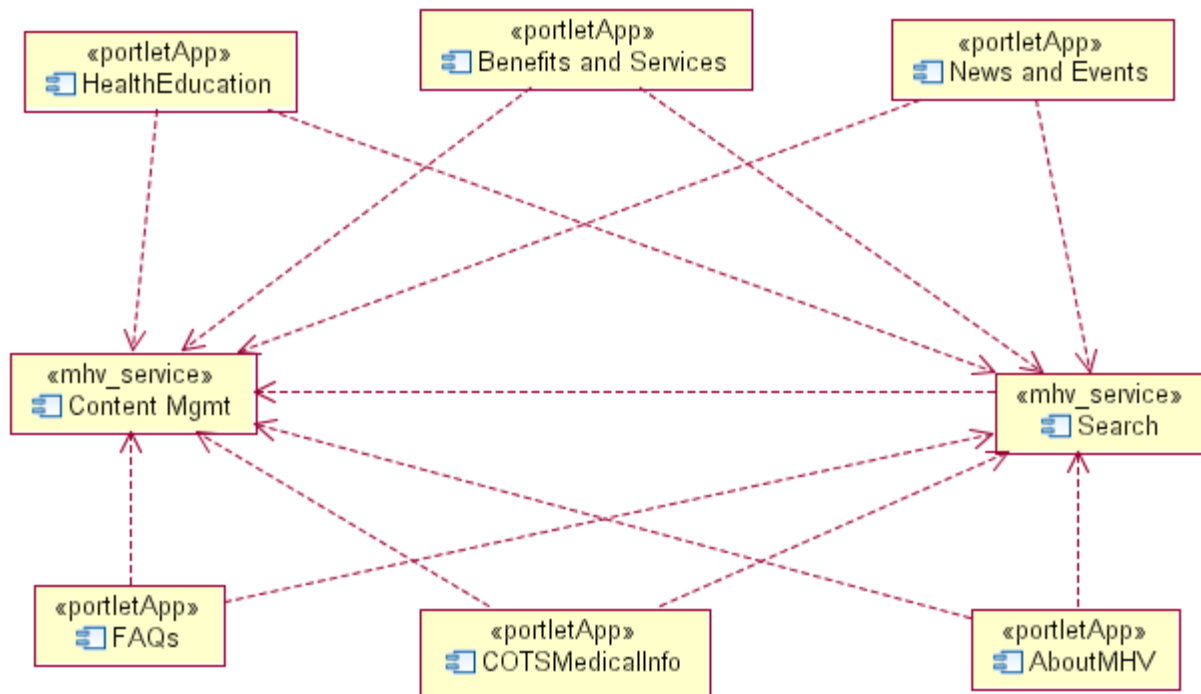 «portletApp»
HealthEducation
«portletApp»
Benefits and Services
«portletApp»
News and Events
«mhv_service»
Content Mgmt
«mhv_service»
Search
«portletApp»
FAQs
«portletApp»
COTSMedicalInfo
«portletApp»
AboutMHV